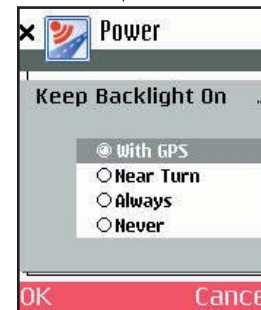 Power
Keep Backlight On ..
With GPS
Near Turn
Always
Never
OK Cance